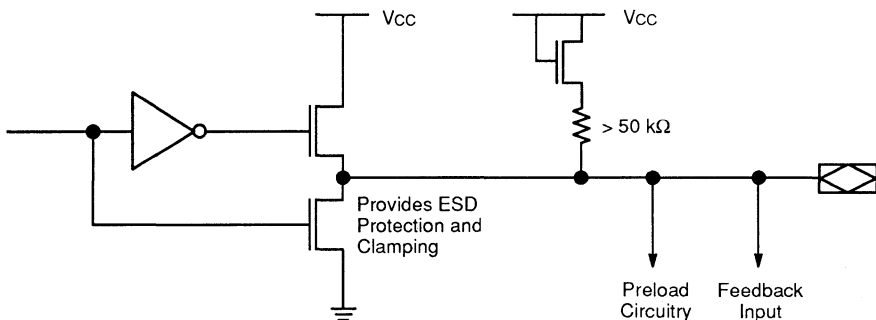 VCC
VCC
> 50 kΩ
Provides ESD
Protection and
Clamping
Preload
Circuitry
Feedback
Input